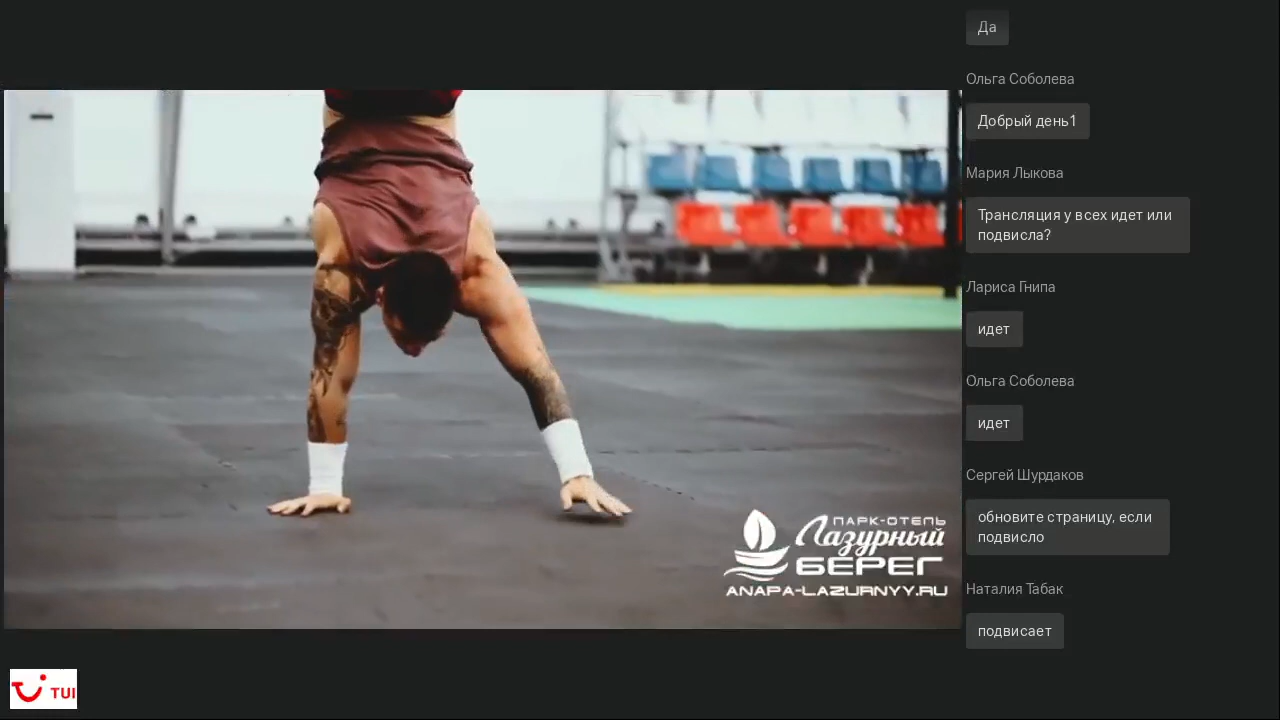 Да
Ольга Соболева
Добрый день1
Мария Лыкова
Трансляция у всех идет или
подвисла?
Лариса Гнипа
идет
Ольга Соболева
идет
Сергей Шурдаков
обновите страницу, если
подвисло
Наталия Табак
подвисает
ПАРК-ОТЕЛЬ
Лазурный
БЕРЕГ
ANAPA-LAZURNYY.RU
TUI